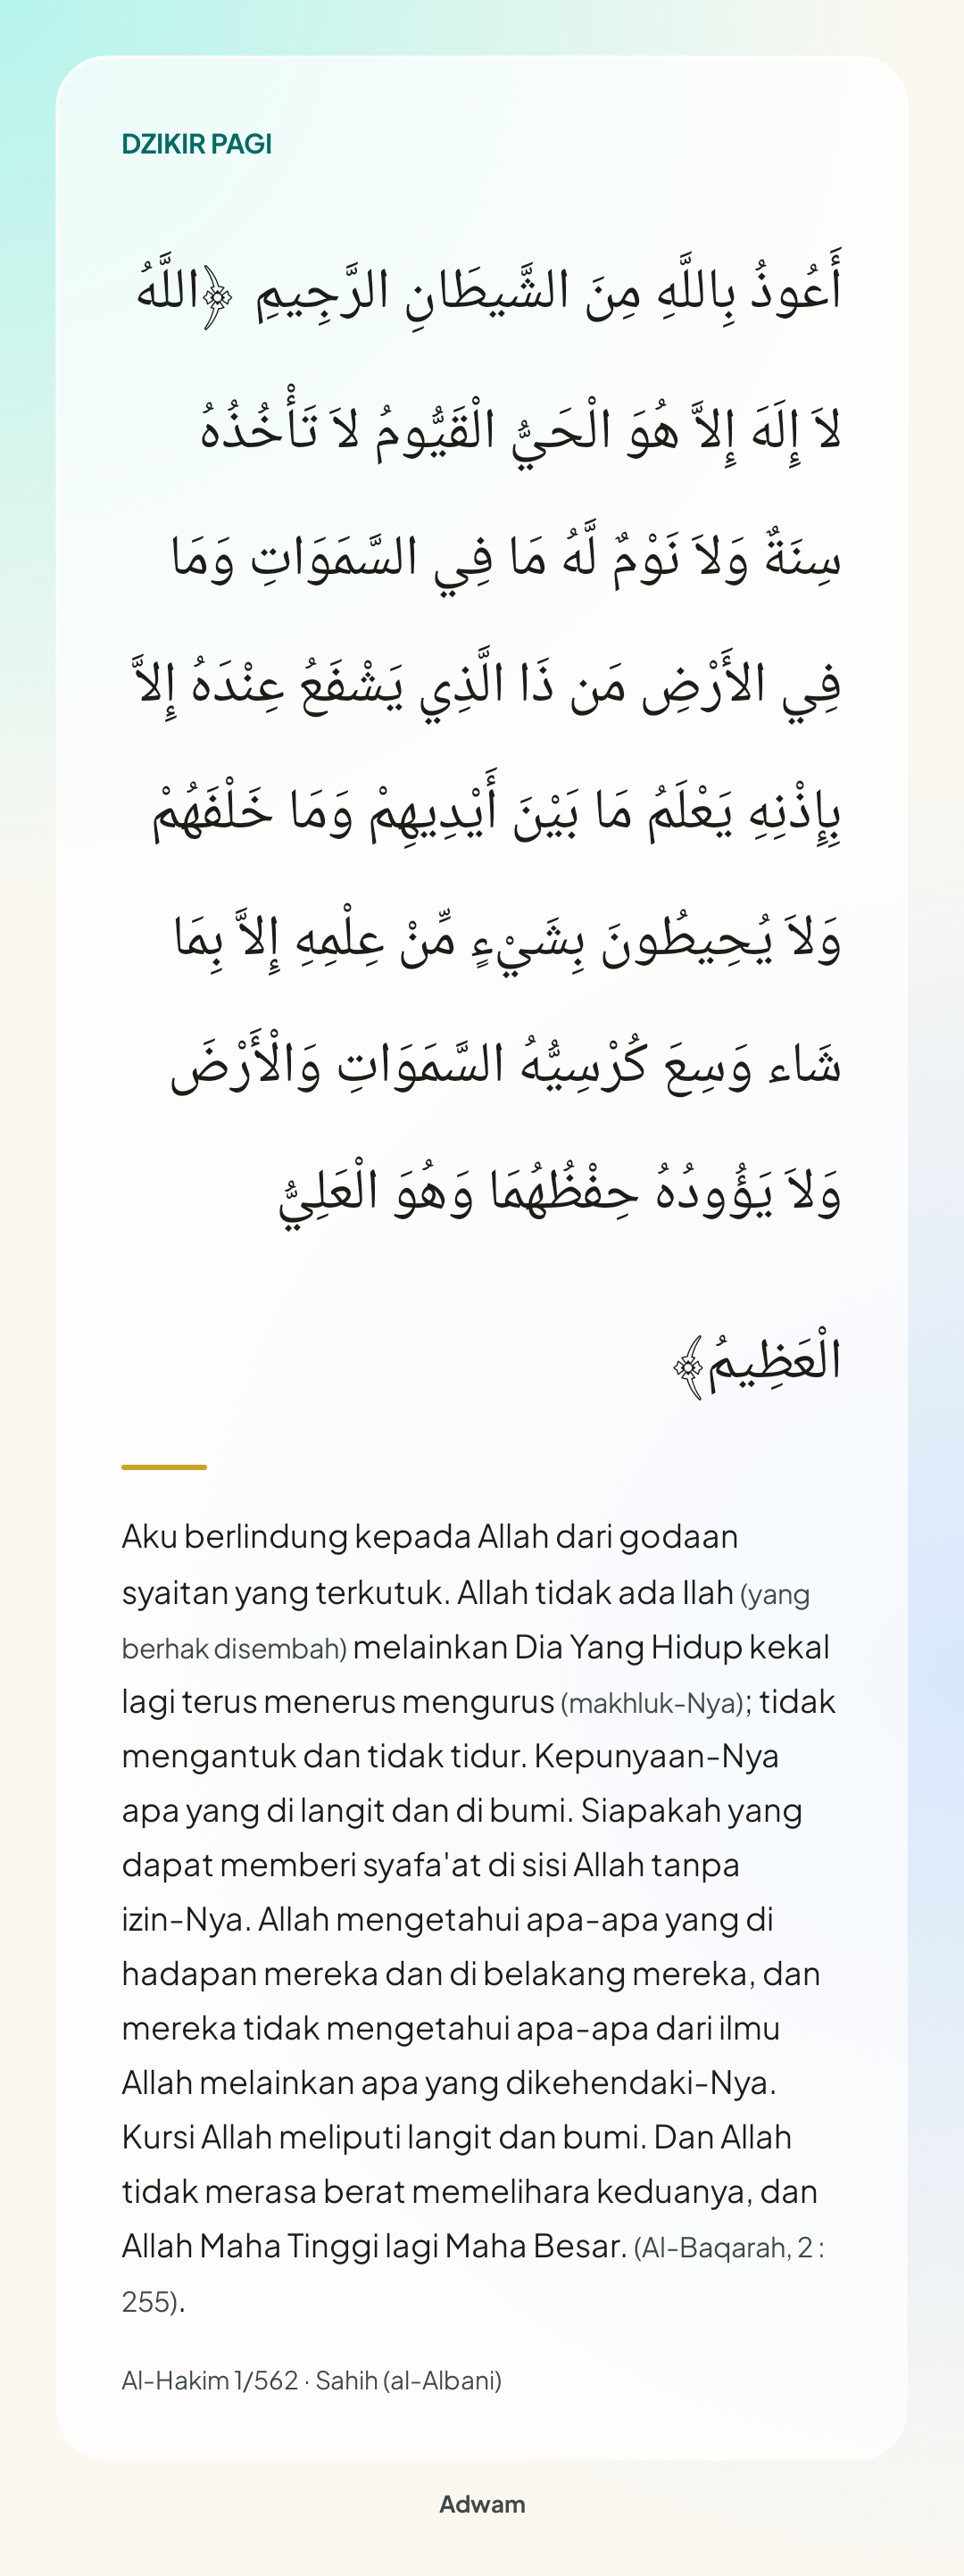 DZIKIR PAGI
أَعُوذُ بِاللَّهِ مِنَ الشَّيطَانِ الرَّجِيمِ ﴿اللَّهُ
لاَ إِلَهَ إِلاَّ هُوَ الْحَيُّ الْقَيُّومُ لاَ تَأْخُذُهُ
سِنَةٌ وَلاَ نَوْمٌ لَّهُ مَا فِي السَّمَوَاتِ وَمَا
فِي الأَرْضِ مَن ذَا الَّذِي يَشْفَعُ عِنْدَهُ إِلاَّ
بِإِذْنِهِ يَعْلَمُ مَا بَيْنَ أَيْدِيهِمْ وَمَا خَلْفَهُمْ
وَلاَ يُحِيطُونَ بِشَيْءٍ مِّنْ عِلْمِهِ إِلاَّ بِمَا
شَاء وَسِعَ كُرْسِيُّهُ السَّمَوَاتِ وَالْأَرْضَ
وَلاَ يَؤُودُهُ حِفْظُهُمَا وَهُوَ الْعَلِيُّ
الْعَظِيمُ﴾
Aku berlindung kepada Allah dari godaan
syaitan yang terkutuk. Allah tidak ada Ilah (yang
berhak disembah) melainkan Dia Yang Hidup kekal
lagi terus menerus mengurus (makhluk-Nya); tidak
mengantuk dan tidak tidur. Kepunyaan-Nya
apa yang di langit dan di bumi. Siapakah yang
dapat memberi syafa'at di sisi Allah tanpa
izin-Nya. Allah mengetahui apa-apa yang di
hadapan mereka dan di belakang mereka, dan
mereka tidak mengetahui apa-apa dari ilmu
Allah melainkan apa yang dikehendaki-Nya.
Kursi Allah meliputi langit dan bumi. Dan Allah
tidak merasa berat memelihara keduanya, dan
Allah Maha Tinggi lagi Maha Besar. (Al-Baqarah, 2 :
255).
Al-Hakim 1/562 · Sahih (al-Albani)
Adwam